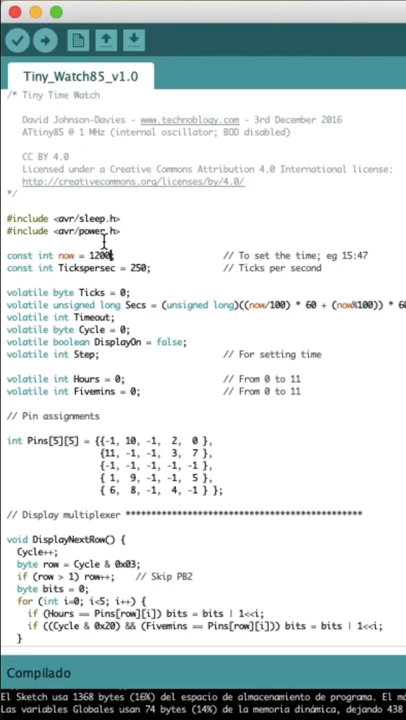 Tiny_Watch85_v1.0
/* Tiny Time Watch
David Johnson-Davies - www.technoblogy.com - 3rd December 2016
ATtiny85 @ 1 MHz (internal oscillator; BOD disabled)
CC BY 4.0
Licensed under a Creative Commons Attribution 4.0 International license:
http://creativecommons.org/licenses/by/4.0/
*/
#include <avr/sleep.h>
#include <avr/power.h>
const int now = 1200; // To set the time; eg 15:47
const int Tickspersec = 250; // Ticks per second
volatile byte Ticks = 0;
volatile unsigned long Secs = (unsigned long)((now/100) * 60 + (now%100)) * 6
volatile int Timeout;
volatile byte Cycle = 0;
volatile boolean DisplayOn = false;
volatile int Step; // For setting time
volatile int Hours = 0; // From 0 to 11
volatile int Fivemins = 0; // From 0 to 11
// Pin assignments
int Pins[5][5] = {{-1, 10, -1, 2, 0 },
{11, -1, -1, 3, 7 },
{-1, -1, -1, -1, -1 },
{ 1, 9, -1, -1, 5 },
{ 6, 8, -1, 4, -1 } };
// Display multiplexer **********************************************
void DisplayNextRow() {
Cycle++;
byte row = Cycle & 0x03;
if (row > 1) row++; // Skip PB2
byte bits = 0;
for (int i=0; i<5; i++) {
if (Hours == Pins[row][i]) bits = bits | 1<<i;
if ((Cycle & 0x20) && (Fivemins == Pins[row][i])) bits = bits | 1<<i;
}
Compilado
El Sketch usa 1368 bytes (16%) del espacio de almacenamiento de programa. El má
Las variables Globales usan 74 bytes (14%) de la memoria dinámica, dejando 438